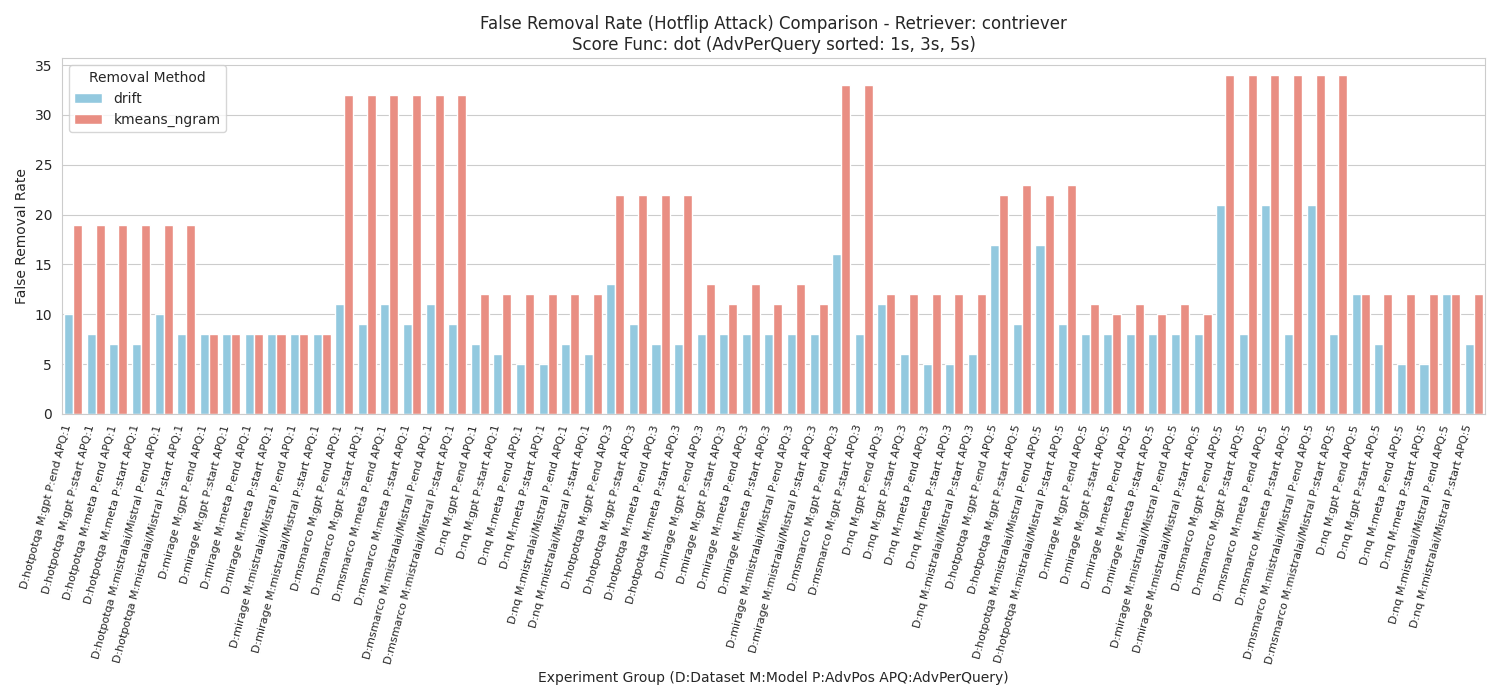 False Removal Rate (Hotflip Attack) Comparison - Retriever: contriever
Score Func: dot (AdvPerQuery sorted: 1s, 3s, 5s)
Removal Method
drift
kmeans_ngram
False Removal Rate
35
30
25
20
15
10
5
0
D:hotpotqa M:gpt P:end APQ:1
D:hotpotqa M:gpt P:start APQ:1
D:hotpotqa M:meta P:end APQ:1
D:hotpotqa M:meta P:start APQ:1
D:hotpotqa M:mistralai/Mistral P:end APQ:1
D:hotpotqa M:mistralai/Mistral P:start APQ:1
D:mirage M:gpt P:end APQ:1
D:mirage M:gpt P:start APQ:1
D:mirage M:meta P:end APQ:1
D:mirage M:meta P:start APQ:1
D:mirage M:mistralai/Mistral P:end APQ:1
D:mirage M:mistralai/Mistral P:start APQ:1
D:msmarco M:gpt P:end APQ:1
D:msmarco M:gpt P:start APQ:1
D:msmarco M:meta P:end APQ:1
D:msmarco M:meta P:start APQ:1
D:msmarco M:mistralai/Mistral P:end APQ:1
D:msmarco M:mistralai/Mistral P:start APQ:1
D:nq M:gpt P:end APQ:1
D:nq M:gpt P:start APQ:1
D:nq M:meta P:end APQ:1
D:nq M:meta P:start APQ:1
D:nq M:mistralai/Mistral P:end APQ:1
D:nq M:mistralai/Mistral P:start APQ:1
D:hotpotqa M:gpt P:end APQ:3
D:hotpotqa M:gpt P:start APQ:3
D:hotpotqa M:meta P:end APQ:3
D:hotpotqa M:meta P:start APQ:3
D:mirage M:gpt P:end APQ:3
D:mirage M:gpt P:start APQ:3
D:mirage M:meta P:end APQ:3
D:mirage M:meta P:start APQ:3
D:mirage M:mistralai/Mistral P:end APQ:3
D:mirage M:mistralai/Mistral P:start APQ:3
D:msmarco M:gpt P:end APQ:3
D:msmarco M:gpt P:start APQ:3
D:nq M:gpt P:end APQ:3
D:nq M:gpt P:start APQ:3
D:nq M:meta P:end APQ:3
D:nq M:meta P:start APQ:3
D:nq M:mistralai/Mistral P:start APQ:3
D:hotpotqa M:gpt P:end APQ:5
D:hotpotqa M:gpt P:start APQ:5
D:hotpotqa M:mistralai/Mistral P:end APQ:5
D:hotpotqa M:mistralai/Mistral P:start APQ:5
D:mirage M:gpt P:end APQ:5
D:mirage M:gpt P:start APQ:5
D:mirage M:meta P:end APQ:5
D:mirage M:meta P:start APQ:5
D:mirage M:mistralai/Mistral P:end APQ:5
D:mirage M:mistralai/Mistral P:start APQ:5
D:msmarco M:gpt P:end APQ:5
D:msmarco M:gpt P:start APQ:5
D:msmarco M:meta P:end APQ:5
D:msmarco M:meta P:start APQ:5
D:msmarco M:mistralai/Mistral P:end APQ:5
D:msmarco M:mistralai/Mistral P:start APQ:5
D:nq M:gpt P:end APQ:5
D:nq M:gpt P:start APQ:5
D:nq M:meta P:end APQ:5
D:nq M:meta P:start APQ:5
D:nq M:mistralai/Mistral P:end APQ:5
D:nq M:mistralai/Mistral P:start APQ:5
Experiment Group (D:Dataset M:Model P:AdvPos APQ:AdvPerQuery)